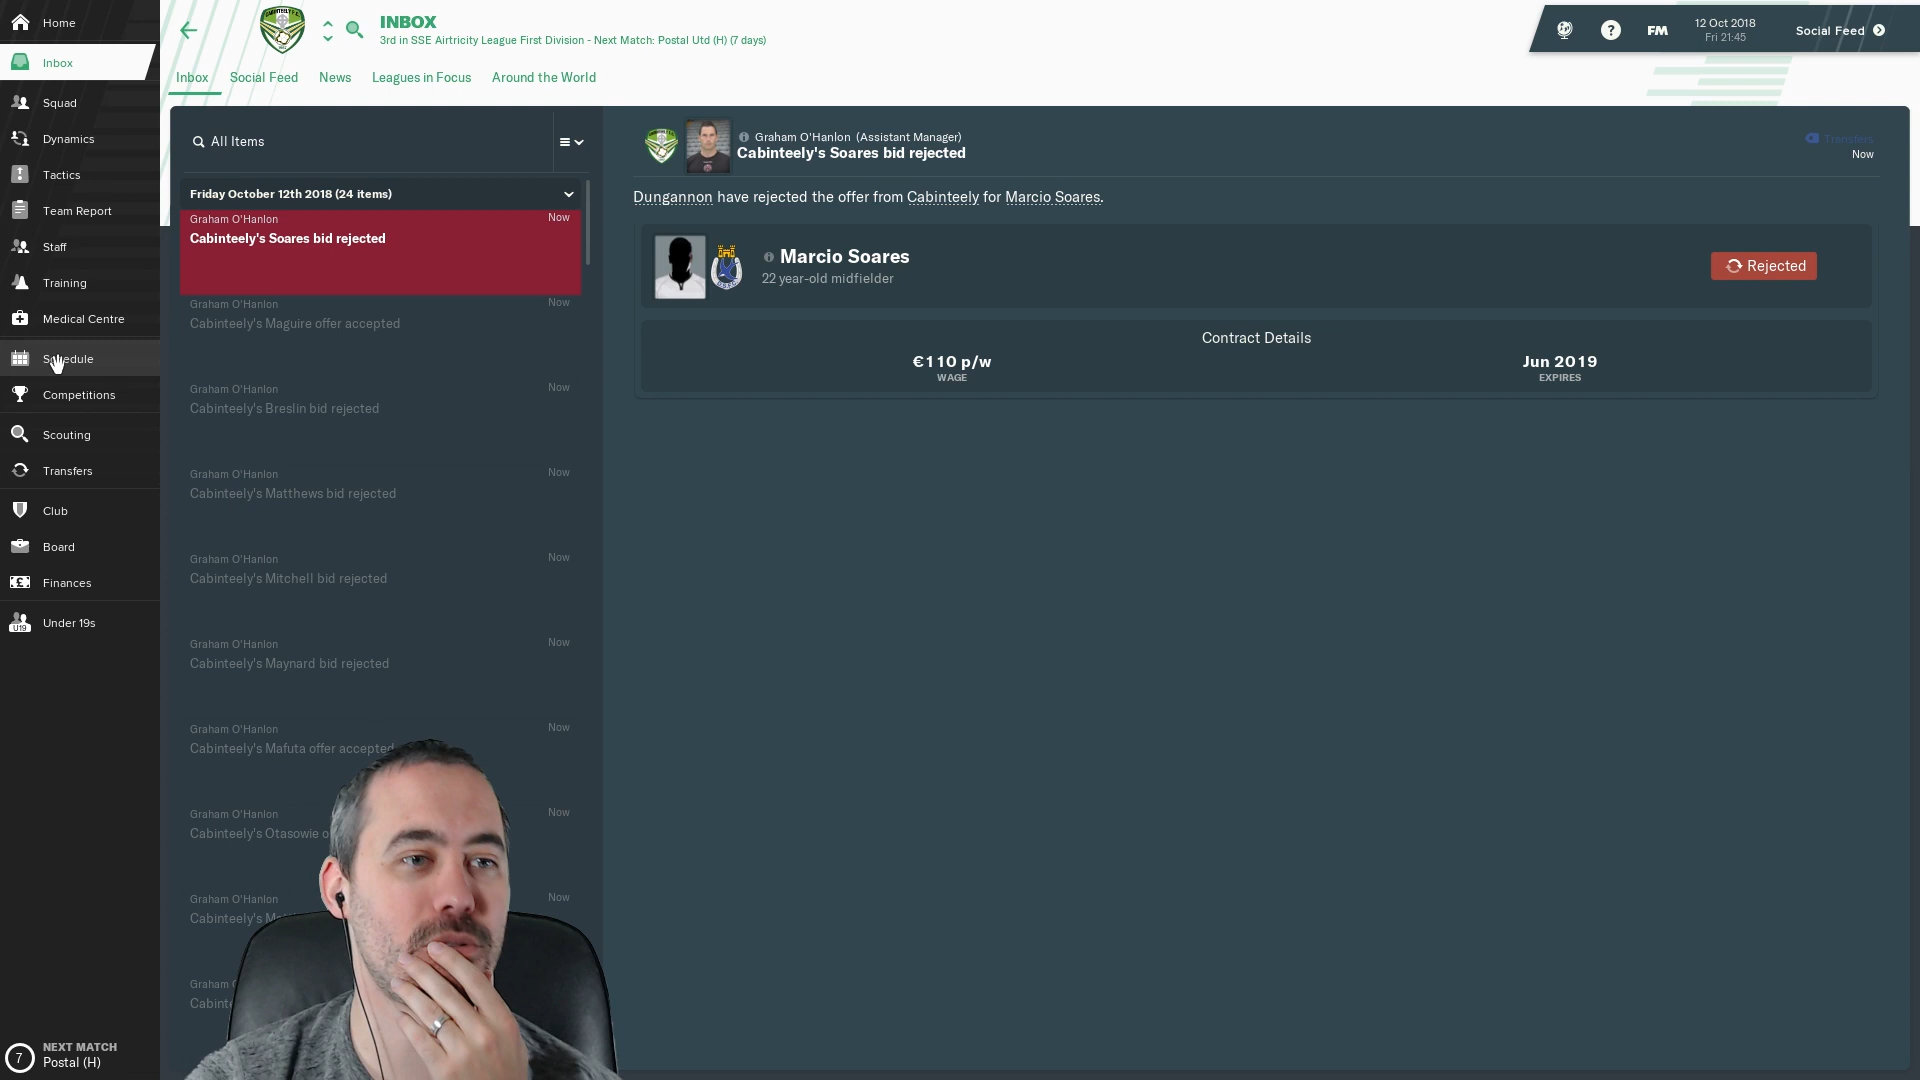 Home
Inbox
Squad
Dynamics
Tactics
Team Report
Staff
Training
Medical Centre
Schedule
Competitions
Scouting
Transfers
Club
Board
Finances
U19
Under 19s
7
NEXT MATCH
Postal (H)
INBOX
3rd in SSE Airtricity League First Division - Next Match: Postal Utd (H) (7 days)
?
FM
12 Oct 2018
Fri 21:45
Social Feed
Inbox
Social Feed
News
Leagues in Focus
Around the World
All Items
Friday October 12th 2018 (24 items)
Graham O'Hanlon
Now
Cabinteely's Soares bid rejected
Graham O'Hanlon
Now
Cabinteely's Maguire offer accepted
Graham O'Hanlon
Now
Cabinteely's Breslin bid rejected
Graham O'Hanlon
Now
Cabinteely's Matthews bid rejected
Graham O'Hanlon
Now
Cabinteely's Mitchell bid rejected
Graham O'Hanlon
Now
Cabinteely's Maynard bid rejected
Graham O'Hanlon
Now
Cabinteely's Mafuta offer accepted
Graham O'Hanlon
Now
Cabinteely's Otasowie
Graham O'Hanlon
Now
Cabinteely's
Graham
Graham O'Hanlon (Assistant Manager)
Cabinteely's Soares bid rejected
Transfers
Now
Dungannon have rejected the offer from Cabinteely for Marcio Soares.
Marcio Soares
22 year-old midfielder
Rejected
Contract Details
€110 p/w
WAGE
Jun 2019
EXPIRES